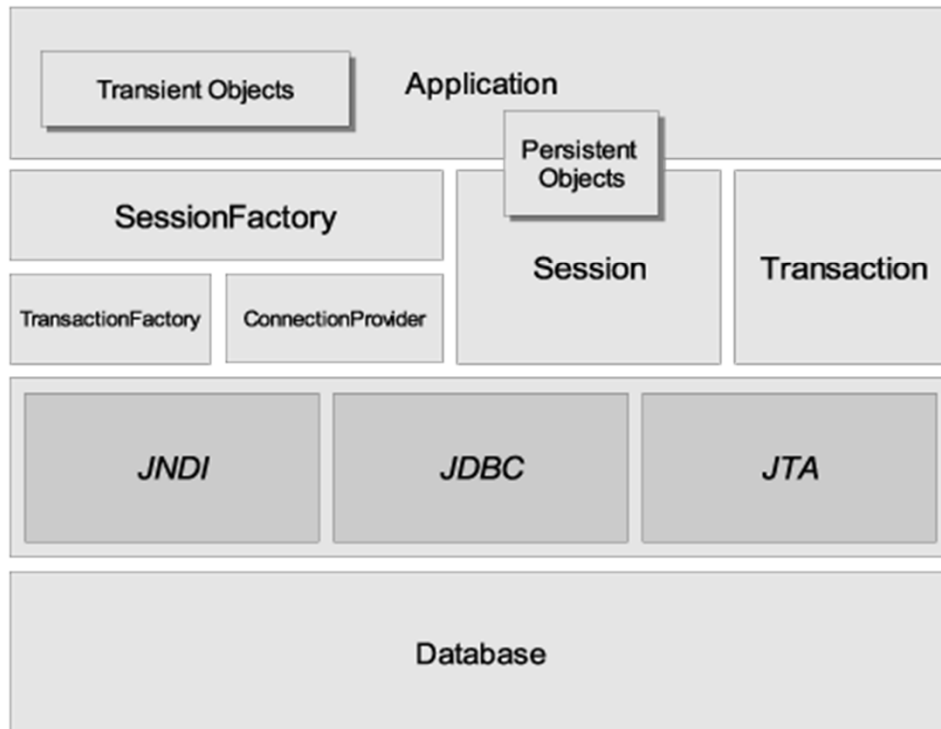 Transient Objects
Application
Persistent
Objects
SessionFactory
Session
Transaction
TransactionFactory
ConnectionProvider
JNDI
JDBC
JTA
Database